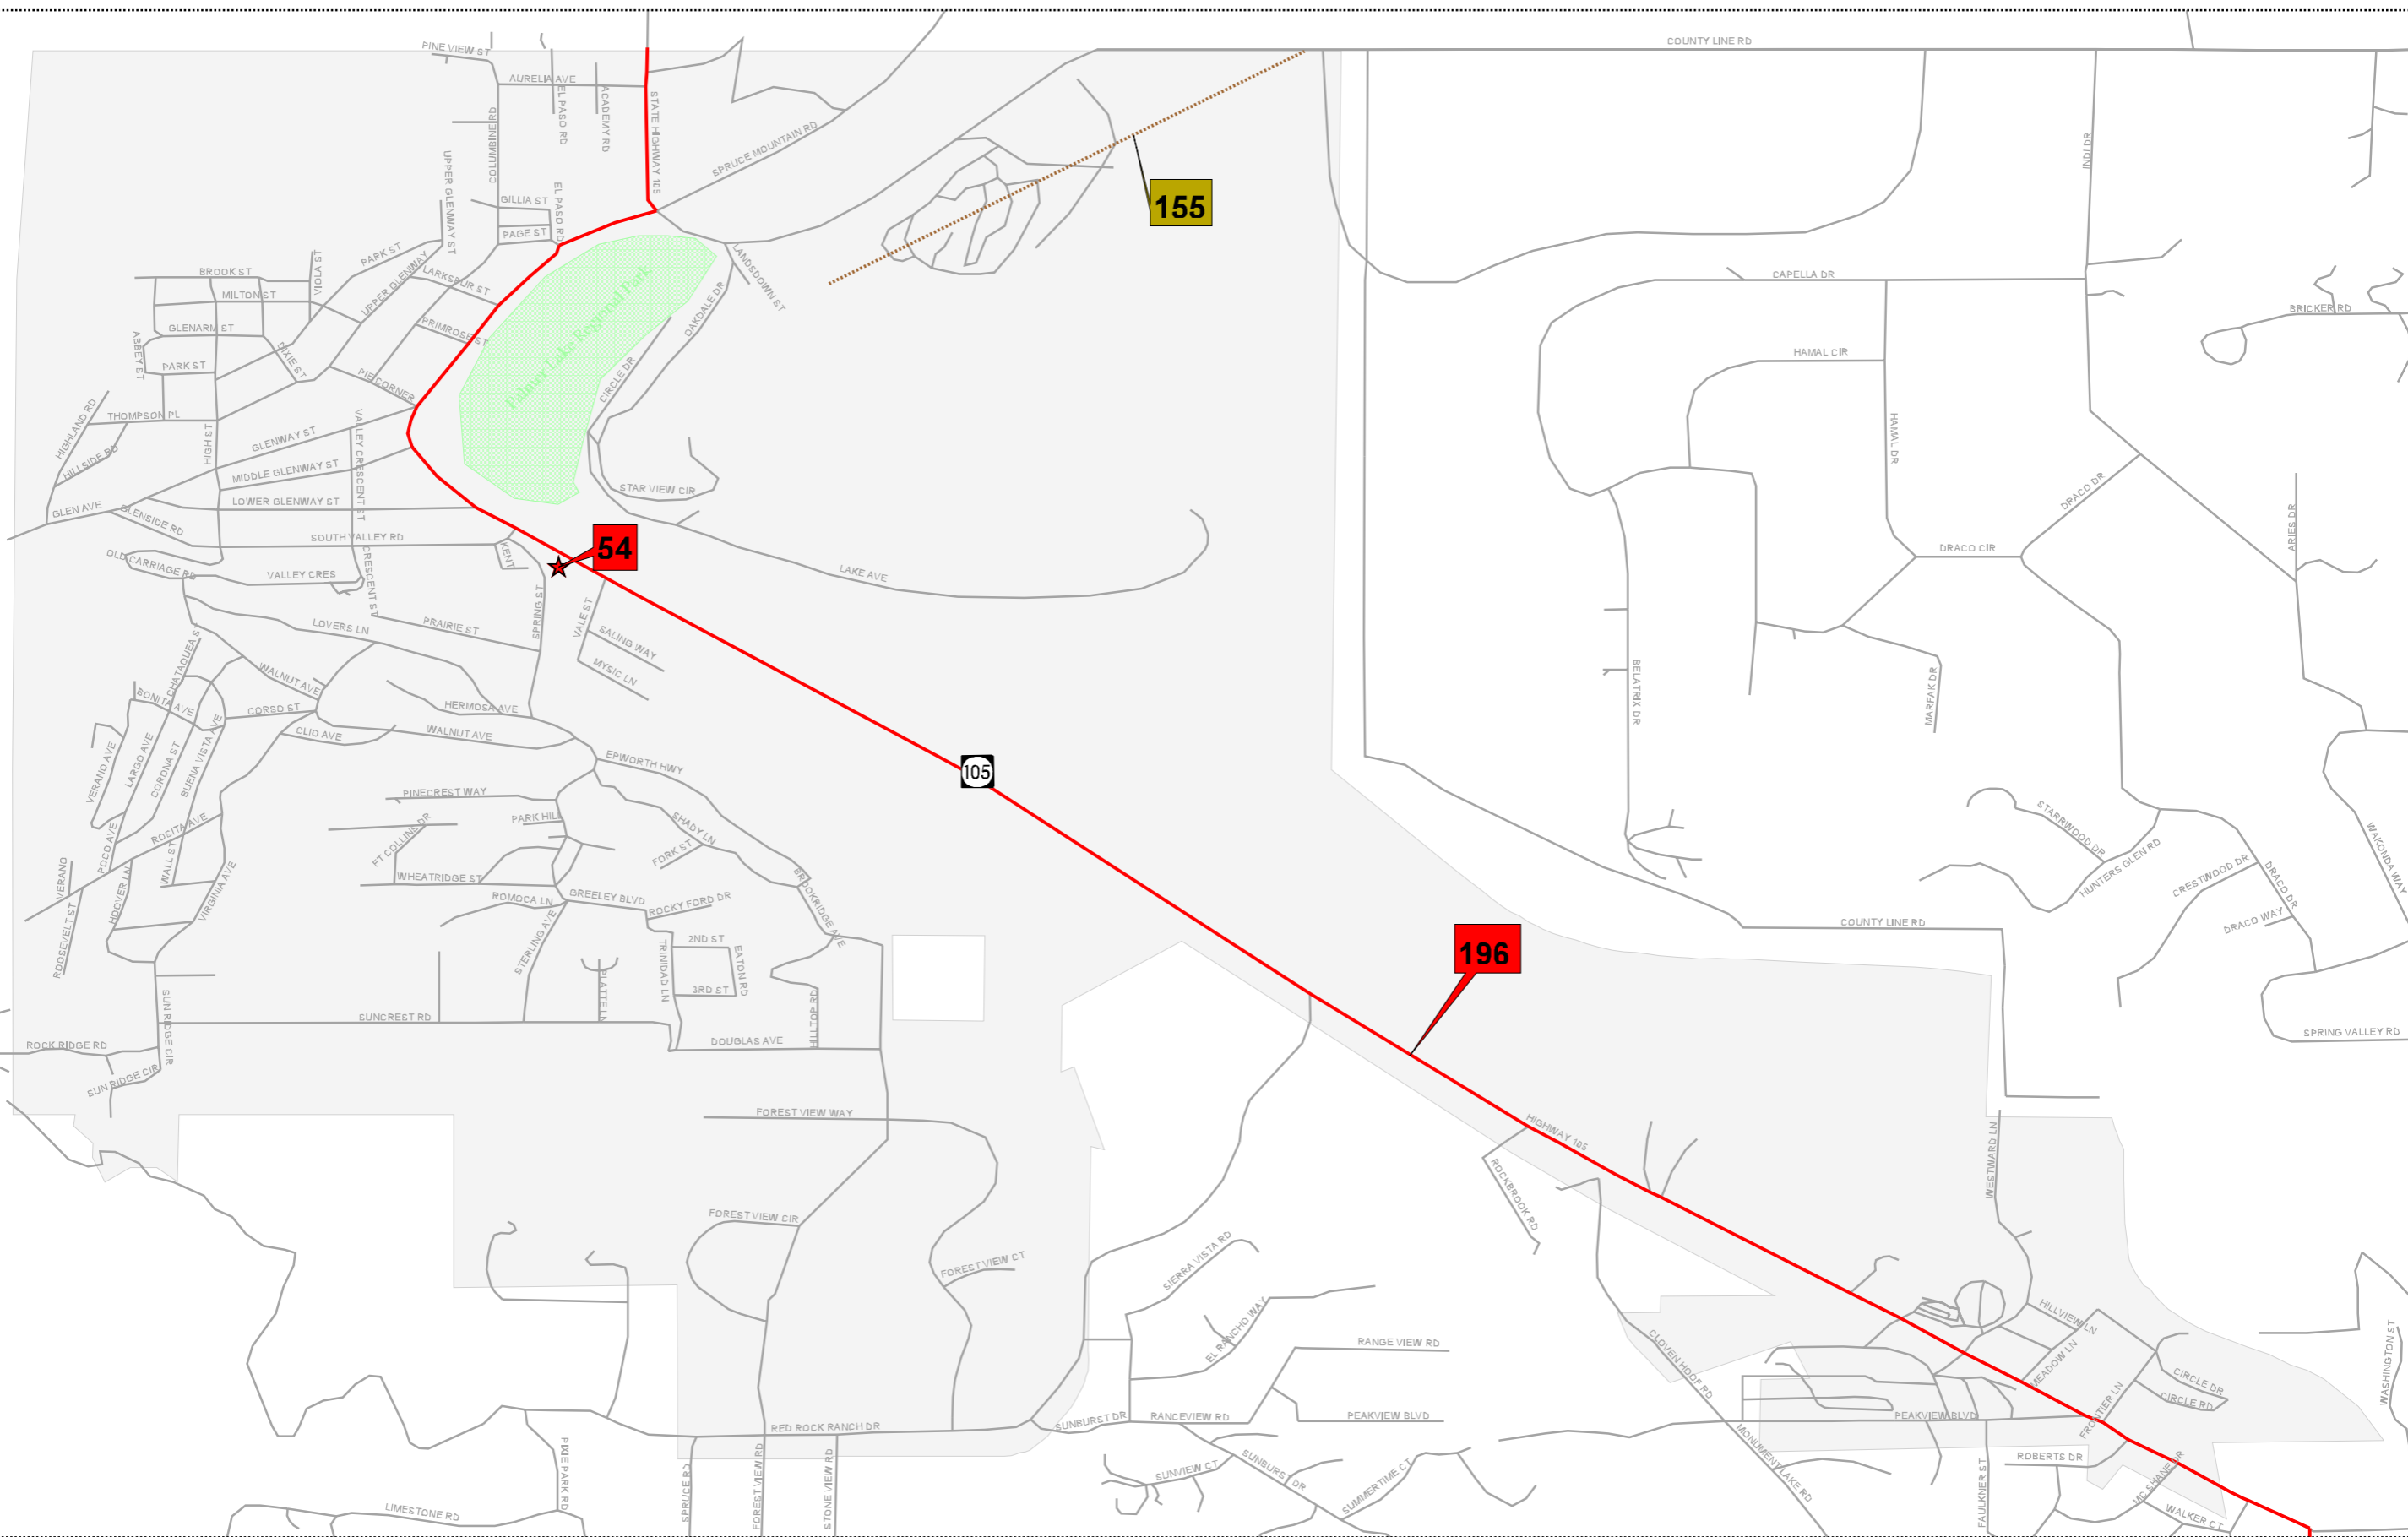 COUNTY LINE RD
PINE VIEW ST
AURELIA AVE
EL PASO RD
ACADEMY RD
STATE HIGHWAY 105
COLUMBINE RD
SPRUCE MOUNTAIN RD
INDI DR
UPPER GLENWAY ST
GILLIA ST
EL PASO RD
PAGE ST
155
PARK ST
VIOLA ST
BROOK ST
UPPER GLENWAY
LARKSPUR ST
LANDSDOWN ST
CAPELLA DR
MILTON ST
OAKDALE DR
Palmer Lake Regional Park
BRICKER RD
GLENARM ST
PRIMROSE ST
ABBEY ST
DIXIE ST
HAMAL CIR
PARK ST
PIE CORNER
CIRCLE DR
HIGHLAND RD
THOMPSON PL
HAMAL DR
HIGH ST
GLENWAY ST
VALLEY CRESCENT ST
HILLSIDE RD
MIDDLE GLENWAY ST
STAR VIEW CIR
DRACO DR
LOWER GLENWAY ST
GLEN AVE
GLENSIDE RD
ARIES DR
SOUTH VALLEY RD
KENT
54
DRACO CIR
OLD CARRIAGE RD
VALLEY CRES
CRESCENT ST
LAKE AVE
SPRING ST
VALE ST
LOVERS LN
PRAIRIE ST
SALING WAY
CHATAQUEA ST
MYSIC LN
WALNUT AVE
BELATRIX DR
MARFAK DR
BONITA AVE
CORSO ST
HERMOSA AVE
CLIO AVE
WALNUT AVE
VERANO AVE
LARGO AVE
CORONA ST
BUENA VISTA AVE
EPWORTH HWY
105
PINECREST WAY
PARK HILL
SHADY LN
STARRWOOD DR
WAKONDA WAY
ROSITA AVE
FT COLLINS DR
FORK ST
POCO AVE
WALL ST
HUNTERS GLEN RD
CRESTWOOD DR
DRACO DR
VERANO
HOOVER LN
VIRGINIA AVE
WHEATRIDGE ST
ROMOCA LN
GREELEY BLVD
ROCKY FORD DR
BROOKRIDGE AVE
COUNTY LINE RD
DRACO WAY
ROOSEVELT ST
STERLING AVE
2ND ST
TRINIDAD LN
EATON RD
196
3RD ST
PLATTE LN
HILLTOP RD
SUN RIDGE CIR
SUNCREST RD
SPRING VALLEY RD
ROCK RIDGE RD
DOUGLAS AVE
SUN RIDGE CIR
FOREST VIEW WAY
HIGHWAY 105
WESTWARD LN
ROCKBROOK RD
FOREST VIEW CIR
SIERRA VISTA RD
FOREST VIEW CT
EL RANCHO WAY
RANGE VIEW RD
HILLVIEW LN
MEADOW LN
CLOVEN HOOF RD
CIRCLE DR
CIRCLE RD
WASHINGTON ST
FRONTIER LN
SUNBURST DR
RANCEVIEW RD
PEAKVIEW BLVD
PEAKVIEW BLVD
RED ROCK RANCH DR
MONUMENT LAKE RD
ROBERTS DR
PIXIE PARK RD
SPRUCE RD
FOREST VIEW RD
STONE VIEW RD
SUNVIEW CT
SUNBURST DR
SUMMERTIME CT
FAULKNER ST
MC SHANE DR
WALKER CT
LIMESTONE RD